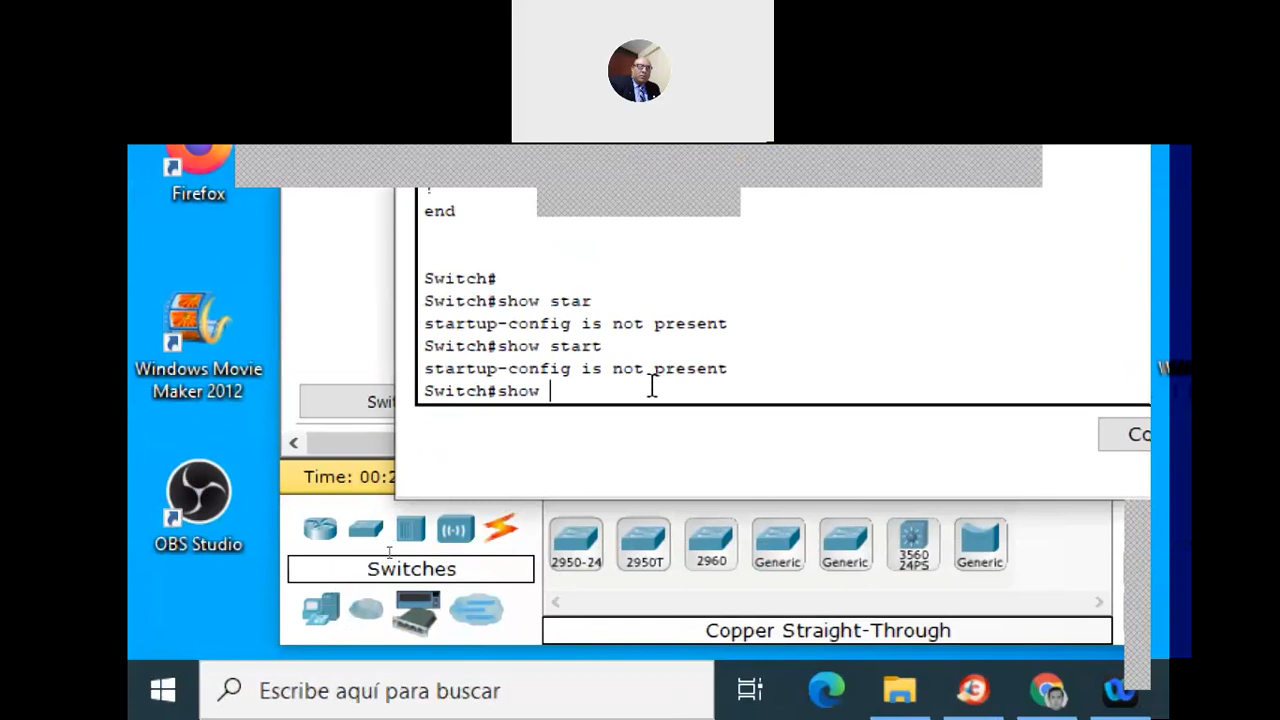 Firefox
!
end
Switch#
Switch#show star
startup-config is not present
Switch#show start
startup-config is not present
Switch#show
Windows Movie
Maker 2012
Swit
Co
Time: 00:2
OBS Studio
Switches
2950-24
2950T
2960
Generic
Generic
3560
24PS
Generic
Copper Straight-Through
Escribe aquí para buscar